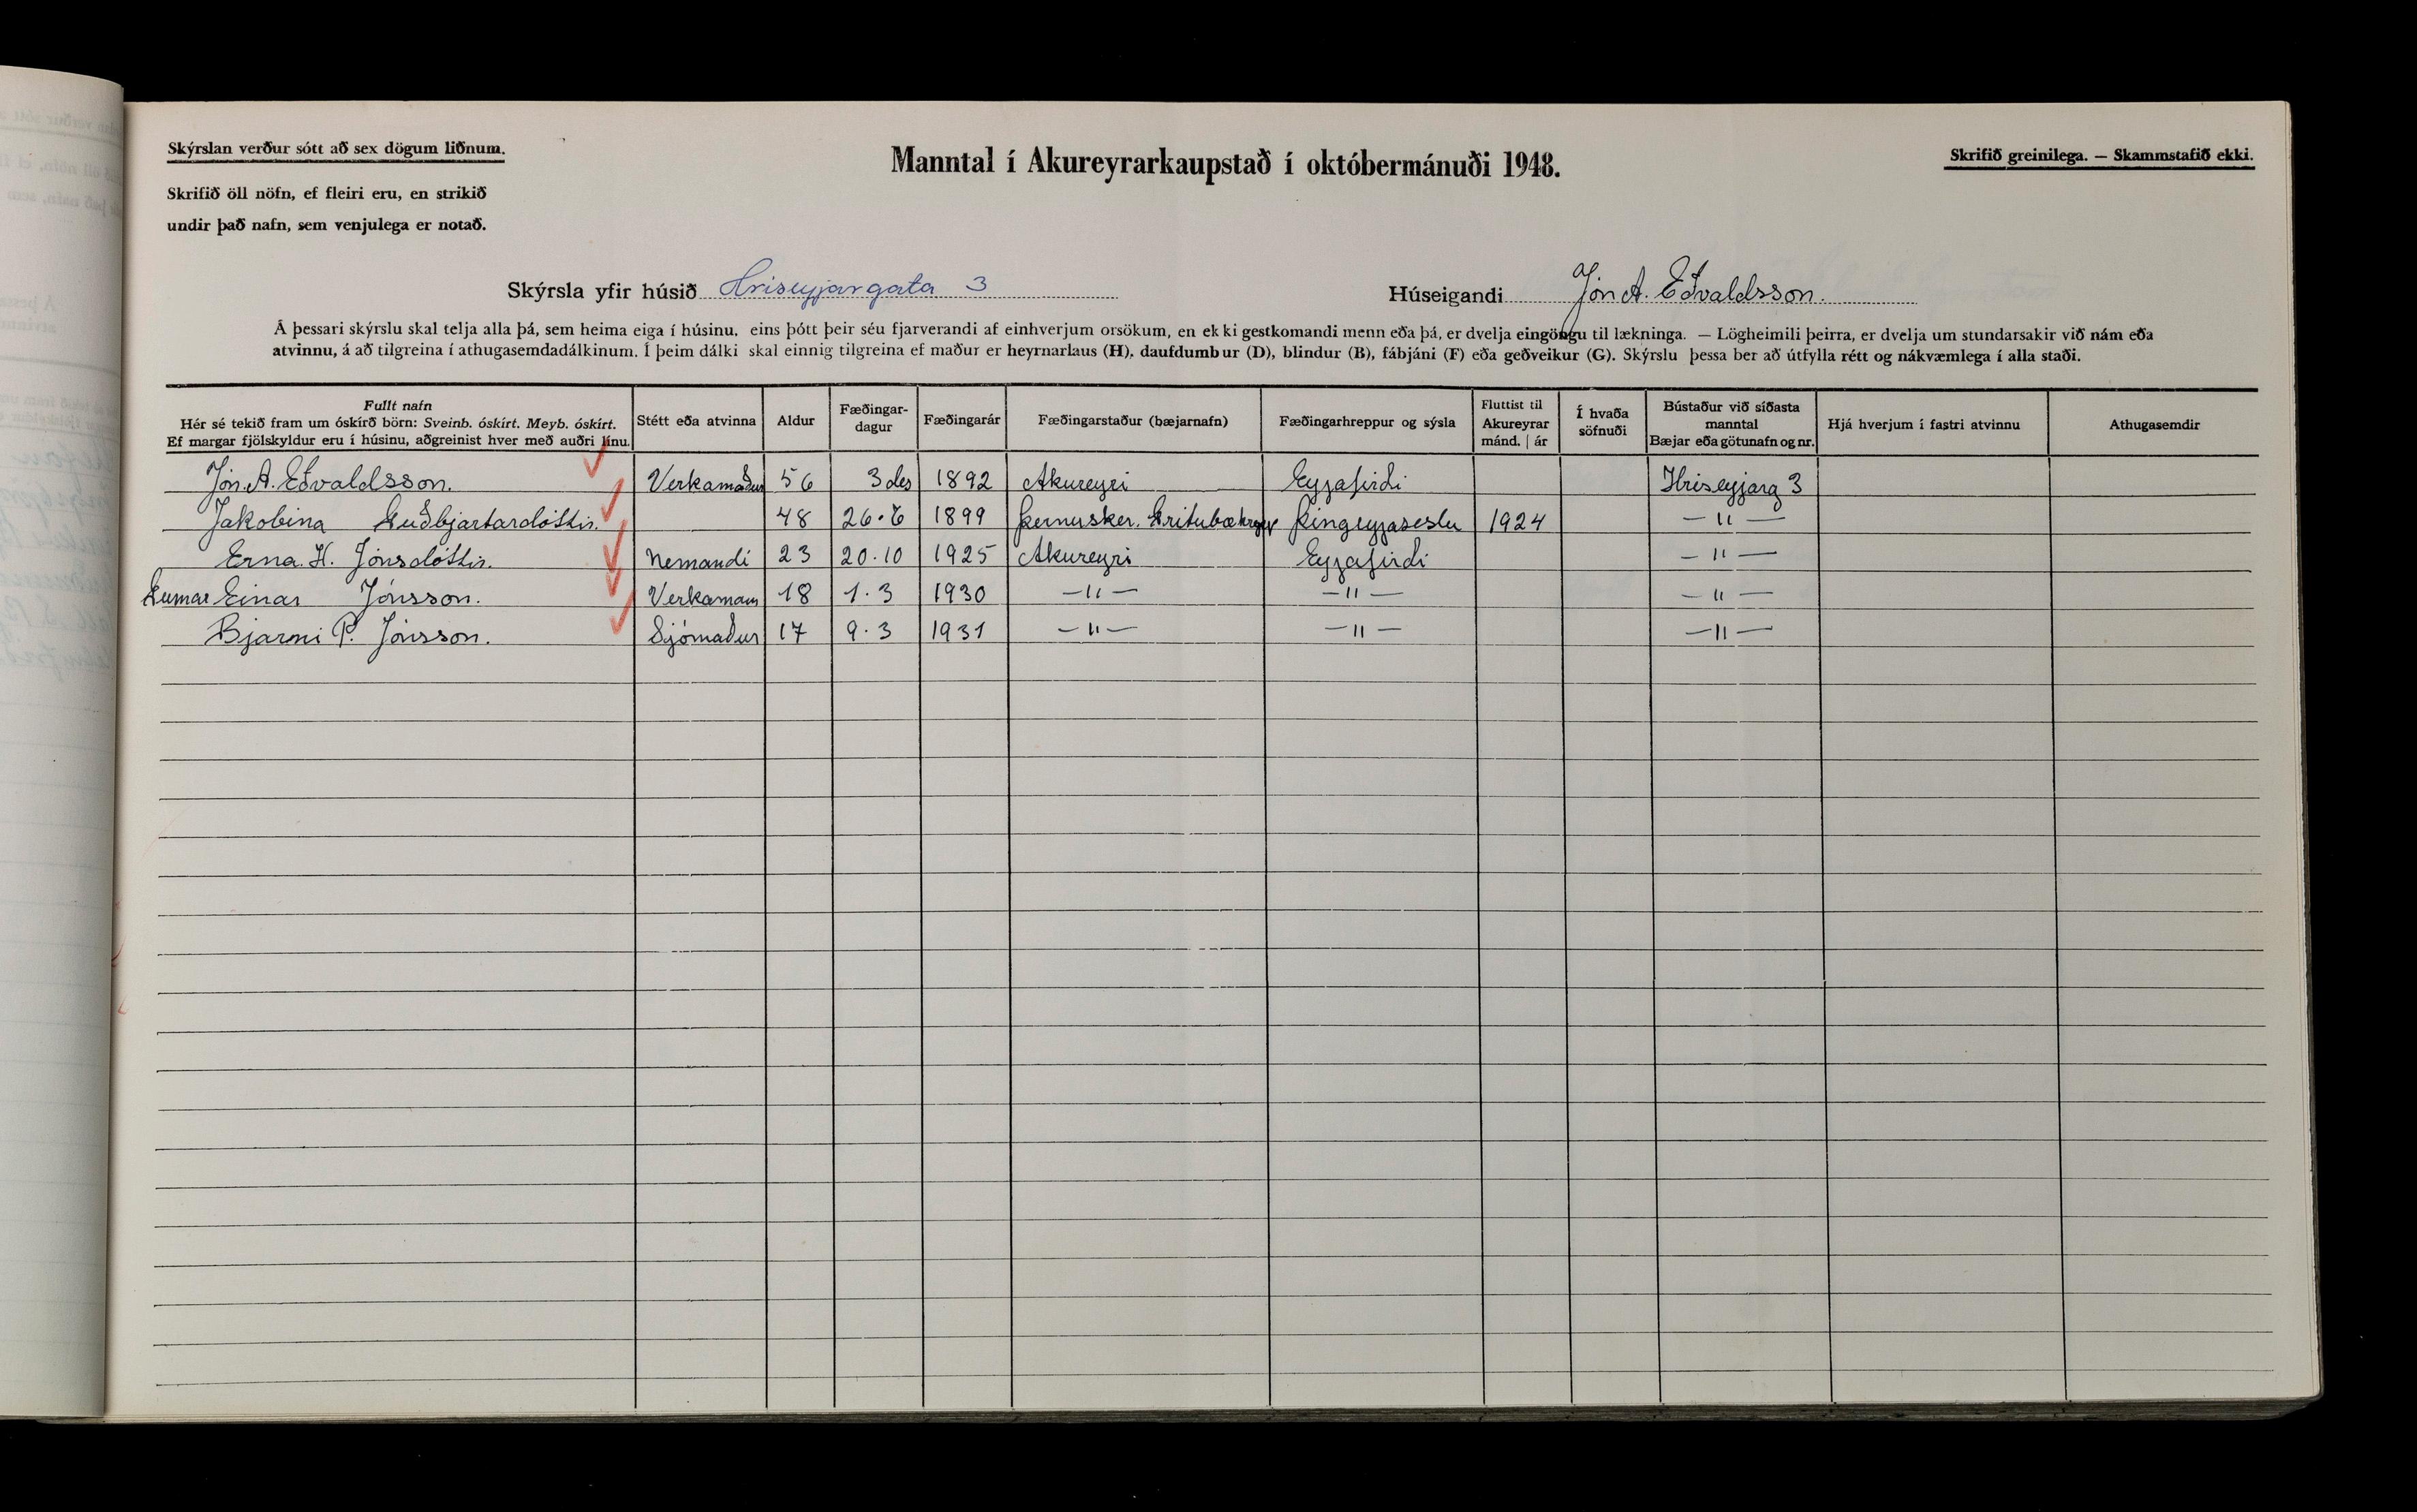 Skýrslan verður sótt að sex dögum liðnum.
Manntal í Akureyrarkaupstað í októbermánuði 1948.
Skrifið greinilega. — Skammstafið ekki.
Skrifið öll nöfn, ef fleiri eru, en strikið
undir það nafn, sem venjulega er notað.
Skýrsla yfir húsið Hriseyjargata 3 Húseigandi Jón A. Eðvaldsson.
Á þessari skýrslu skal telja alla þá, sem heima eiga í húsinu, eins þótt þeir séu fjarverandi af einhverjum orsökum, en ekki gestkomandi menn eða þá, er dvelja eingöngu til lækninga. — Lögheimili þeirra, er dvelja um stundarsakir við nám eða
atvinnu, á að tilgreina í athugasemdadálkinum. Í þeim dálki skal einnig tilgreina ef maður er heyrnarlaus (H), daufdumbur (D), blindur (B), fábjáni (F) eða geðveikur (G). Skýrslu þessa ber að útfylla rétt og nákvæmlega í alla staði.
Fullt nafn
Hér sé tekið fram um óskírð börn: Sveinb. óskírt. Meyb. óskírt.
Ef margar fjölskyldur eru í húsinu, aðgreinist hver með auðri línu.
Stétt eða atvinna
Aldur
Fæðingar-
dagur
Fæðingarár
Fæðingarstaður (bæjarnafn)
Fæðingarhreppur og sýsla
Fluttist til
Akureyrar
mánd. | ár
Í hvaða
söfnuði
Bústaður við síðasta
manntal
Bæjar eða götunafn og nr.
Hjá hverjum í fastri atvinnu
Athugasemdir
Jón. A. Eðvaldsson. Verkamaður 56 3 des 1892 Akureyri Eyjafirði Hriseyjarg 3
Jakobina Guðbjartardóttir. 48 26·6 1899 Þernusker. Þingeyjaseslu 1924 — 〃 —
Erna. H. Jónsdóttir. Nemandi 23 20·10 1925 Akureyri Eyjafirði — 〃 —
Einar Jónsson. Verkamam 18 1·3 1930 — 〃 — — 〃 — — 〃 —
Bjarni P. Jónsson. Sjómaður 17 9·3 1931 — 〃 — — 〃 — — 〃 —